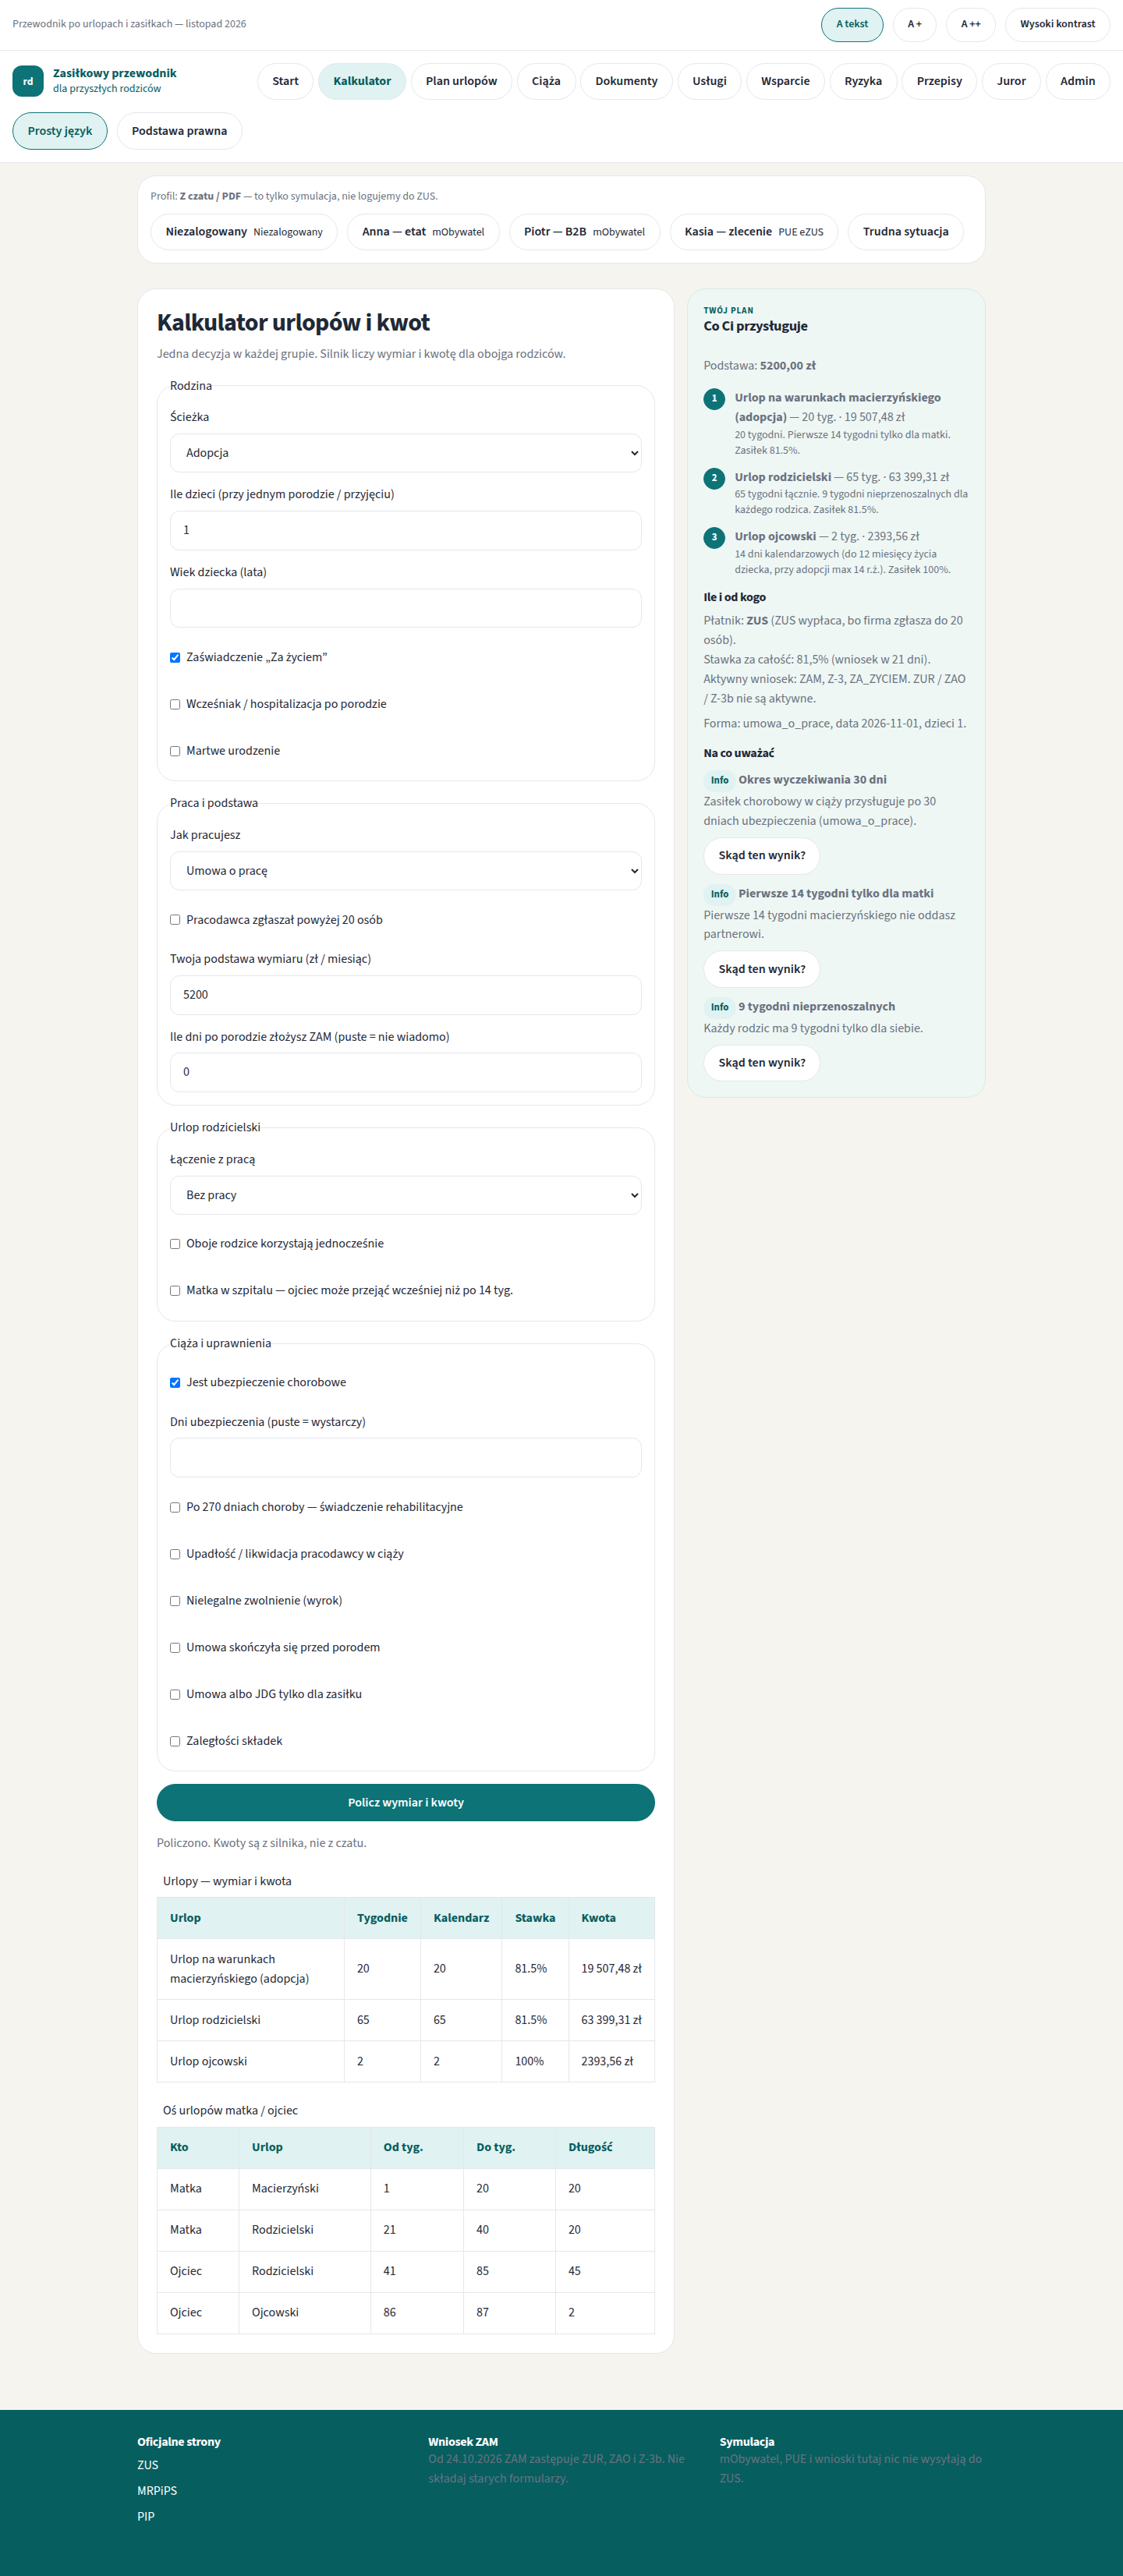 Przewodnik po urlopach i zasiłkach — listopad 2026
A tekst
A +
A ++
Wysoki kontrast
rd
Zasiłkowy przewodnik
dla przyszłych rodziców
Start
Kalkulator
Plan urlopów
Ciąża
Dokumenty
Usługi
Wsparcie
Ryzyka
Przepisy
Juror
Admin
Prosty język
Podstawa prawna
Profil: Z czatu / PDF — to tylko symulacja, nie logujemy do ZUS.
Niezalogowany Niezalogowany
Anna — etat mObywatel
Piotr — B2B mObywatel
Kasia — zlecenie PUE eZUS
Trudna sytuacja
Kalkulator urlopów i kwot
Jedna decyzja w każdej grupie. Silnik liczy wymiar i kwotę dla obojga rodziców.
Rodzina
Ścieżka
Adopcja
Ile dzieci (przy jednym porodzie / przyjęciu)
1
Wiek dziecka (lata)
Zaświadczenie „Za życiem”
Wcześniak / hospitalizacja po porodzie
Martwe urodzenie
Praca i podstawa
Jak pracujesz
Umowa o pracę
Pracodawca zgłaszał powyżej 20 osób
Twoja podstawa wymiaru (zł / miesiąc)
5200
Ile dni po porodzie złożysz ZAM (puste = nie wiadomo)
0
Urlop rodzicielski
Łączenie z pracą
Bez pracy
Oboje rodzice korzystają jednocześnie
Matka w szpitalu — ojciec może przejąć wcześniej niż po 14 tyg.
Ciąża i uprawnienia
Jest ubezpieczenie chorobowe
Dni ubezpieczenia (puste = wystarczy)
Po 270 dniach choroby — świadczenie rehabilitacyjne
Upadłość / likwidacja pracodawcy w ciąży
Nielegalne zwolnienie (wyrok)
Umowa skończyła się przed porodem
Umowa albo JDG tylko dla zasiłku
Zaległości składek
Policz wymiar i kwoty
Policzono. Kwoty są z silnika, nie z czatu.
Urlopy — wymiar i kwota
Urlop Tygodnie Kalendarz Stawka Kwota
Urlop na warunkach
macierzyńskiego (adopcja) 20 20 81.5% 19 507,48 zł
Urlop rodzicielski 65 65 81.5% 63 399,31 zł
Urlop ojcowski 2 2 100% 2393,56 zł
Oś urlopów matka / ojciec
Kto Urlop Od tyg. Do tyg. Długość
Matka Macierzyński 1 20 20
Matka Rodzicielski 21 40 20
Ojciec Rodzicielski 41 85 45
Ojciec Ojcowski 86 87 2
TWÓJ PLAN
Co Ci przysługuje
Podstawa: 5200,00 zł
1 Urlop na warunkach macierzyńskiego
(adopcja) — 20 tyg. · 19 507,48 zł
20 tygodni. Pierwsze 14 tygodni tylko dla matki.
Zasiłek 81.5%.
2 Urlop rodzicielski — 65 tyg. · 63 399,31 zł
65 tygodni łącznie. 9 tygodni nieprzenoszalnych dla
każdego rodzica. Zasiłek 81.5%.
3 Urlop ojcowski — 2 tyg. · 2393,56 zł
14 dni kalendarzowych (do 12 miesięcy życia
dziecka, przy adopcji max 14 r.ż.). Zasiłek 100%.
Ile i od kogo
Płatnik: ZUS (ZUS wypłaca, bo firma zgłasza do 20
osób).
Stawka za całość: 81,5% (wniosek w 21 dni).
Aktywny wniosek: ZAM, Z-3, ZA_ZYCIEM. ZUR / ZAO
/ Z-3b nie są aktywne.
Forma: umowa_o_prace, data 2026-11-01, dzieci 1.
Na co uważać
Info Okres wyczekiwania 30 dni
Zasiłek chorobowy w ciąży przysługuje po 30
dniach ubezpieczenia (umowa_o_prace).
Skąd ten wynik?
Info Pierwsze 14 tygodni tylko dla matki
Pierwsze 14 tygodni macierzyńskiego nie oddasz
partnerowi.
Skąd ten wynik?
Info 9 tygodni nieprzenoszalnych
Każdy rodzic ma 9 tygodni tylko dla siebie.
Skąd ten wynik?
Oficjalne strony
ZUS
MRPiPS
PIP
Wniosek ZAM
Od 24.10.2026 ZAM zastępuje ZUR, ZAO i Z-3b. Nie
składaj starych formularzy.
Symulacja
mObywatel, PUE i wnioski tutaj nic nie wysyłają do
ZUS.